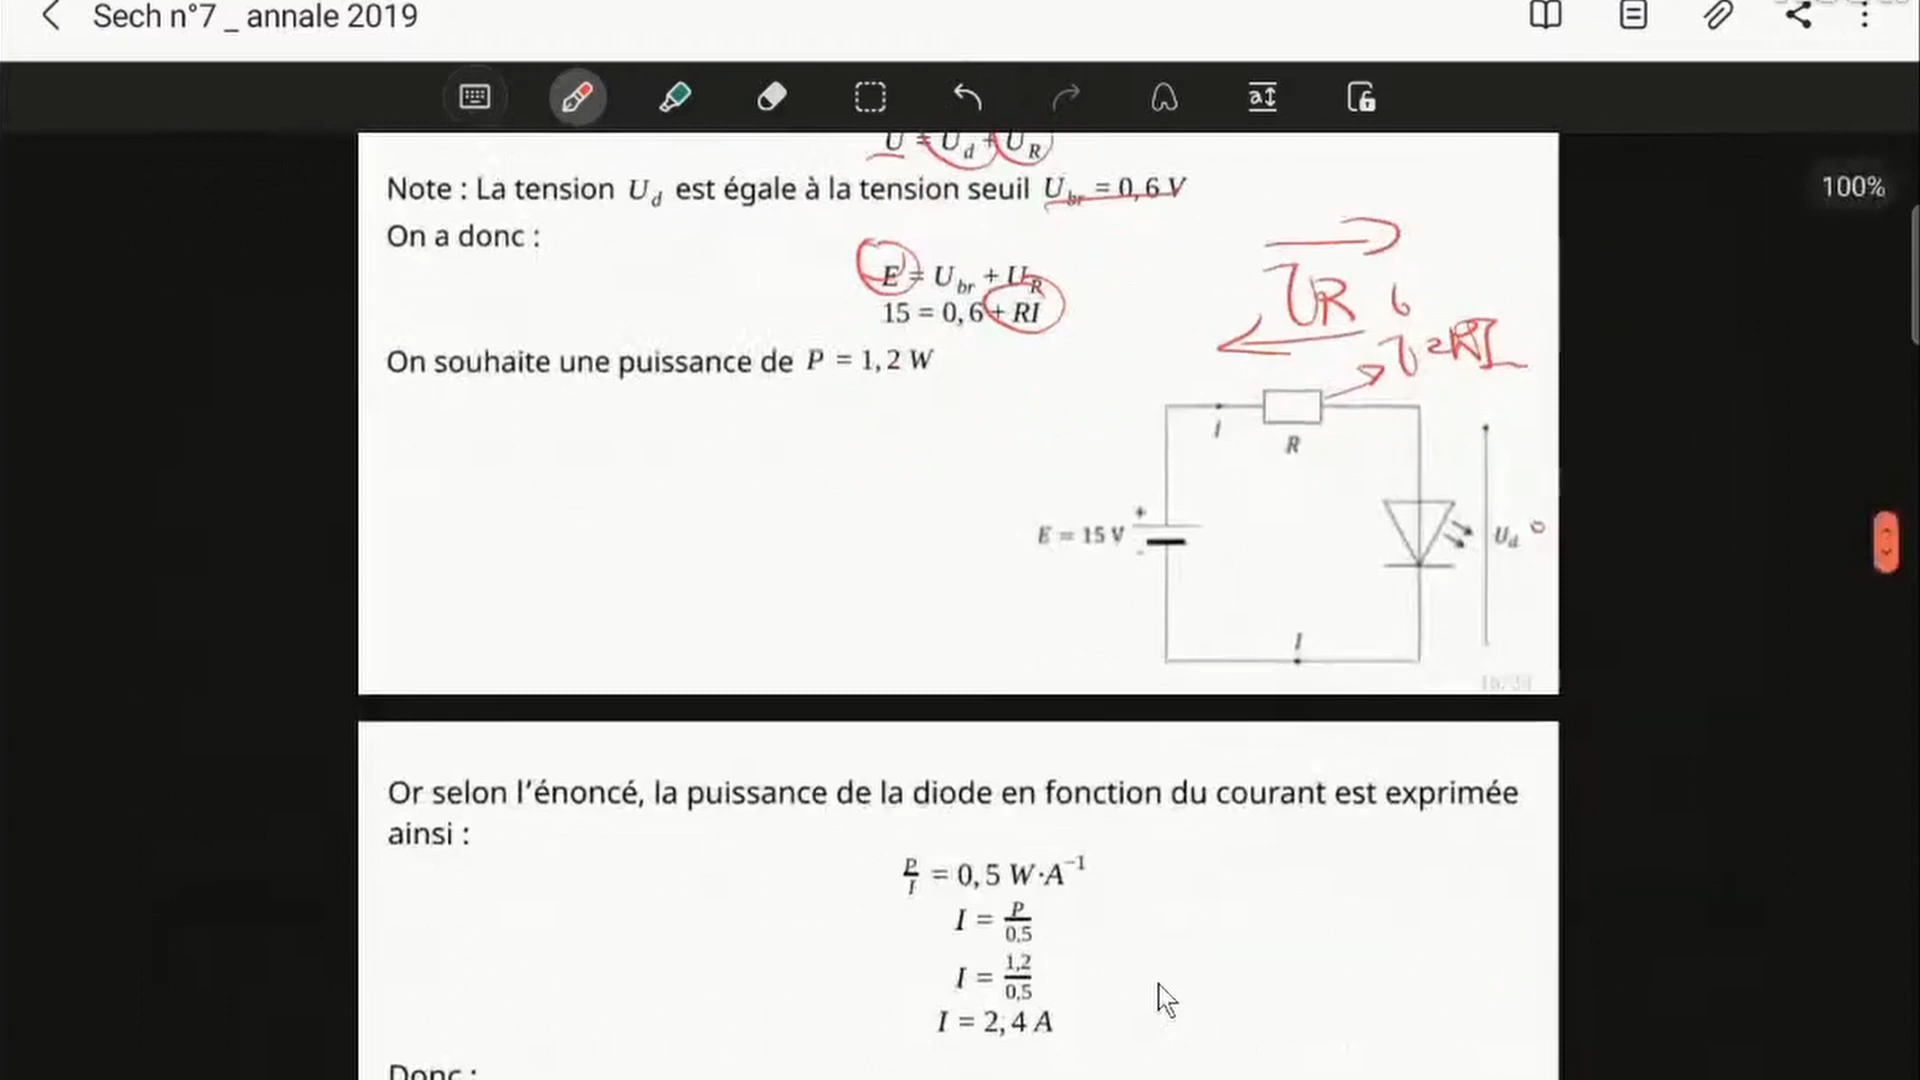 Sech n°7 _ annale 2019
100%
U = U_d + U_R
Note : La tension U_d est égale à la tension seuil U_br = 0,6 V
On a donc :
E = U_br + U_R
15 = 0,6 + RI
On souhaite une puissance de P = 1,2 W
UR
U=RI
I
R
+
E = 15 V
-
U_d
I
Or selon l'énoncé, la puissance de la diode en fonction du courant est exprimée
ainsi :
P/I = 0,5 W·A⁻¹
I = P/0.5
I = 1,2/0,5
I = 2,4 A
Donc :